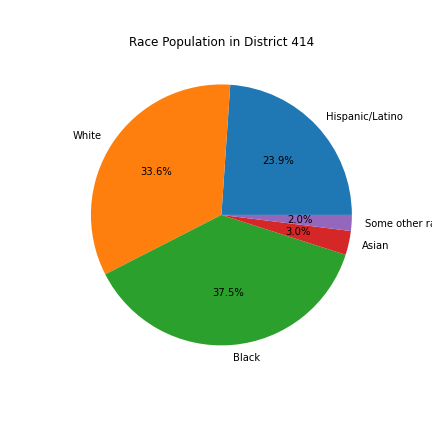 Race Population in District 414
Hispanic/Latino
23.9%
White
33.6%
37.5%
Black
3.0%
Asian
2.0%
Some other